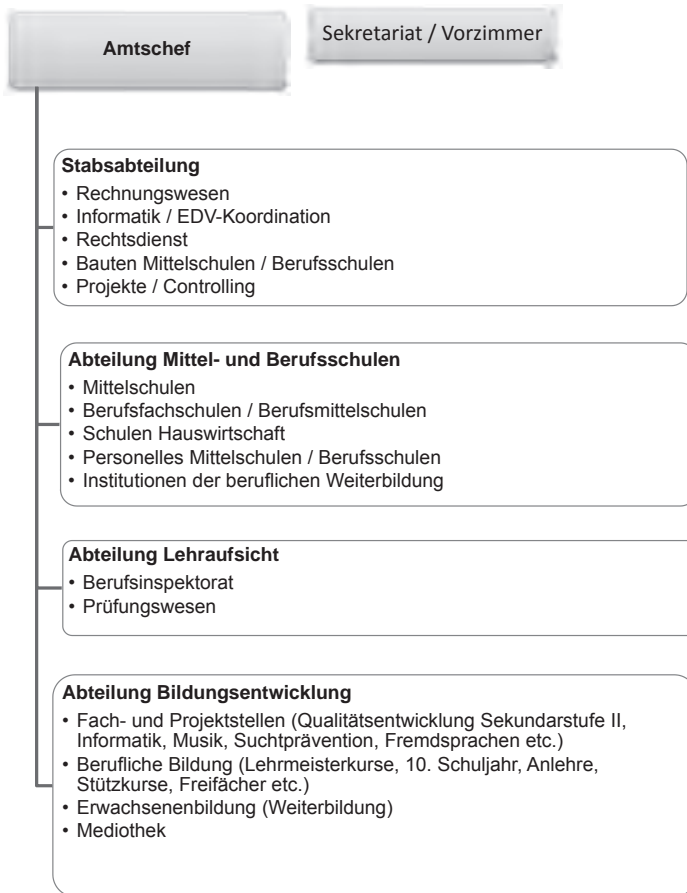 Amtschef
Sekretariat / Vorzimmer
Stabsabteilung
• Rechnungswesen
• Informatik / EDV-Koordination
• Rechtsdienst
• Bauten Mittelschulen / Berufsschulen
• Projekte / Controlling
Abteilung Mittel- und Berufsschulen
• Mittelschulen
• Berufsfachschulen / Berufsmittelschulen
• Schulen Hauswirtschaft
• Personelles Mittelschulen / Berufsschulen
• Institutionen der beruflichen Weiterbildung
Abteilung Lehraufsicht
• Berufsinspektorat
• Prüfungswesen
Abteilung Bildungsentwicklung
• Fach- und Projektstellen (Qualitätsentwicklung Sekundarstufe II,
Informatik, Musik, Suchtprävention, Fremdsprachen etc.)
• Berufliche Bildung (Lehrmeisterkurse, 10. Schuljahr, Anlehre,
Stützkurse, Freifächer etc.)
• Erwachsenenbildung (Weiterbildung)
• Mediothek